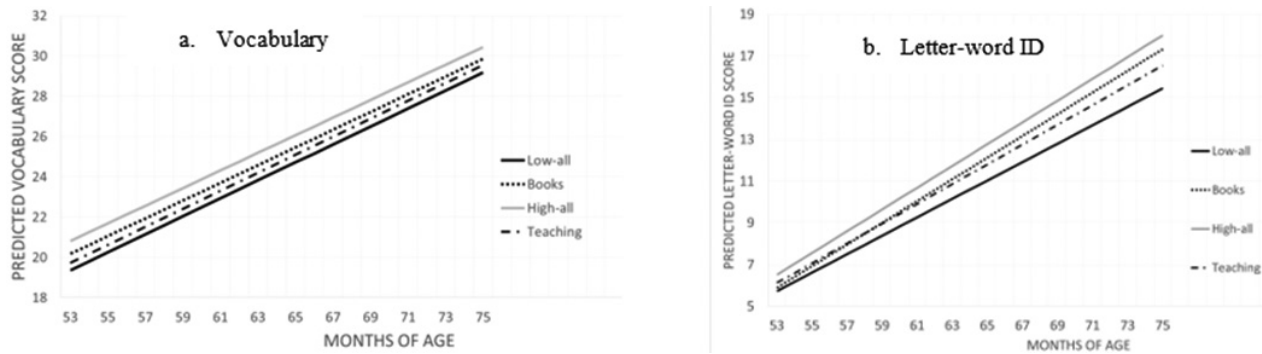 a. Vocabulary
PREDICTED VOCABULARY SCORE
32
30
28
26
24
22
20
18
53 55 57 59 61 63 65 67 69 71 73 75
MONTHS OF AGE
Low-all
Books
High-all
Teaching
b. Letter-word ID
PREDICTED LETTER-WORD ID SCORE
19
17
15
13
11
9
7
5
53 55 57 59 61 63 65 67 69 71 73 75
MONTHS OF AGE
Low-all
Books
High-all
Teaching